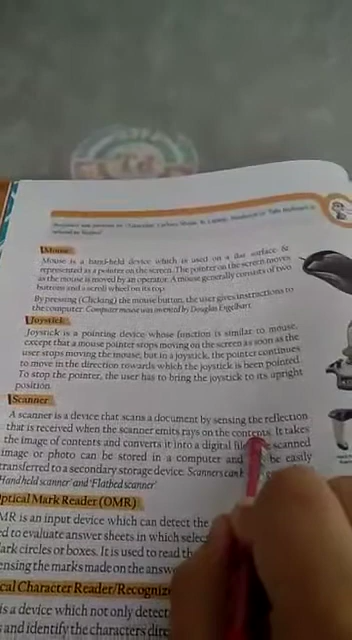 Mouse
Mouse is a hand-held device which is used on a flat surface &
represented as a pointer on the screen. The pointer on the screen moves
as the mouse is moved by an operator. A mouse generally consists of two
buttons and a scroll wheel on its top.
By pressing (Clicking) the mouse button, the user gives instructions to
the computer. Computer mouse was invented by Douglas Engelbart.
Joystick
Joystick is a pointing device whose function is similar to mouse,
except that a mouse pointer stops moving on the screen as soon as the
user stops moving the mouse, but in a joystick, the pointer continues
to move in the direction towards which the joystick is been pointed.
To stop the pointer, the user has to bring the joystick to its upright
position.
Scanner
A scanner is a device that scans a document by sensing the reflection
that is received when the scanner emits rays on the contents. It takes
the image of contents and converts it into a digital file scanned
image or photo can be stored in a computer and be easily
transferred to a secondary storage device. Scanners can
Hand held scanner' and 'Flatbed scanner'
ptical Mark Reader (OMR)
MR is an input device which can detect the
ed to evaluate answer sheets in which
ark circles or boxes. It is used to read
ensing the marks made on the
cal Character Reader/
is a device which not only detect
s and identify the characters